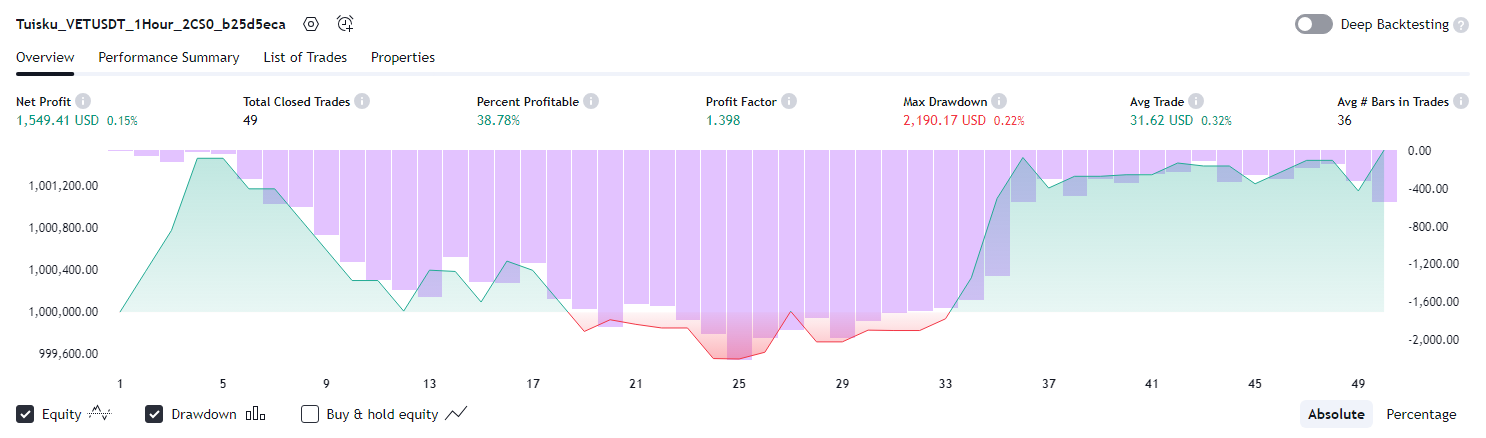 Tuisku_VETUSDT_1Hour_2CS0_b25d5eca
Deep Backtesting
Overview Performance Summary List of Trades Properties
Net Profit Total Closed Trades Percent Profitable Profit Factor Max Drawdown Avg Trade Avg # Bars in Trades
1,549.41 USD 0.15% 49 38.78% 1.398 2,190.17 USD 0.22% 31.62 USD 0.32% 36
0.00
1,001,200.00 -400.00
1,000,800.00 -800.00
1,000,400.00 -1,200.00
1,000,000.00 -1,600.00
999,600.00 -2,000.00
1 5 9 13 17 21 25 29 33 37 41 45 49
Equity Drawdown Buy & hold equity Absolute Percentage